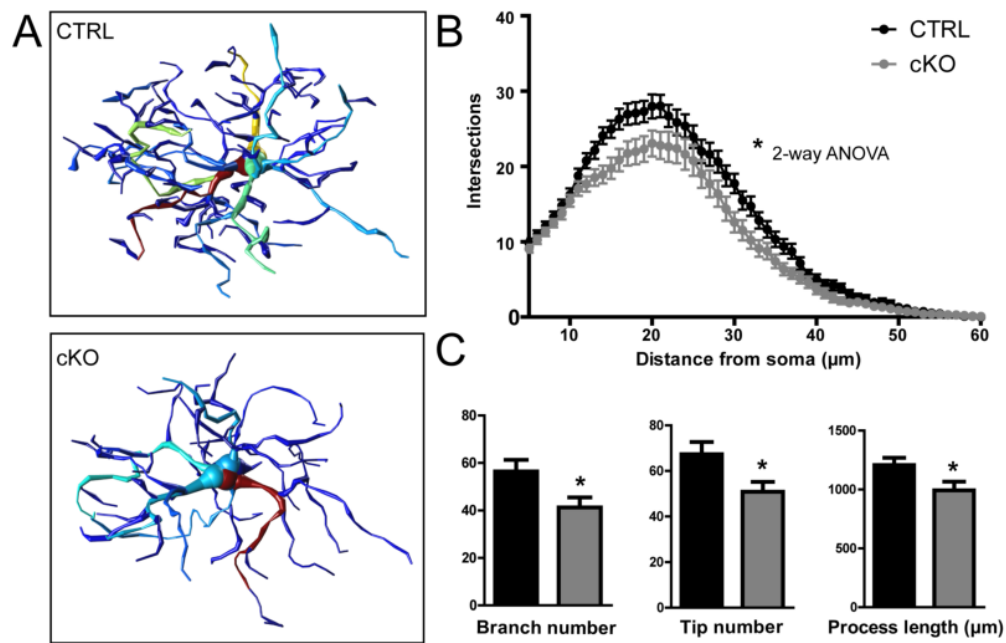 A
CTRL
cKO
B
CTRL
cKO
* 2-way ANOVA
Intersections
40
30
20
10
0
10 20 30 40 50 60
Distance from soma (µm)
C
80
60
40
20
0
*
Branch number
80
60
40
20
0
*
Tip number
1500
1000
500
0
*
Process length (µm)